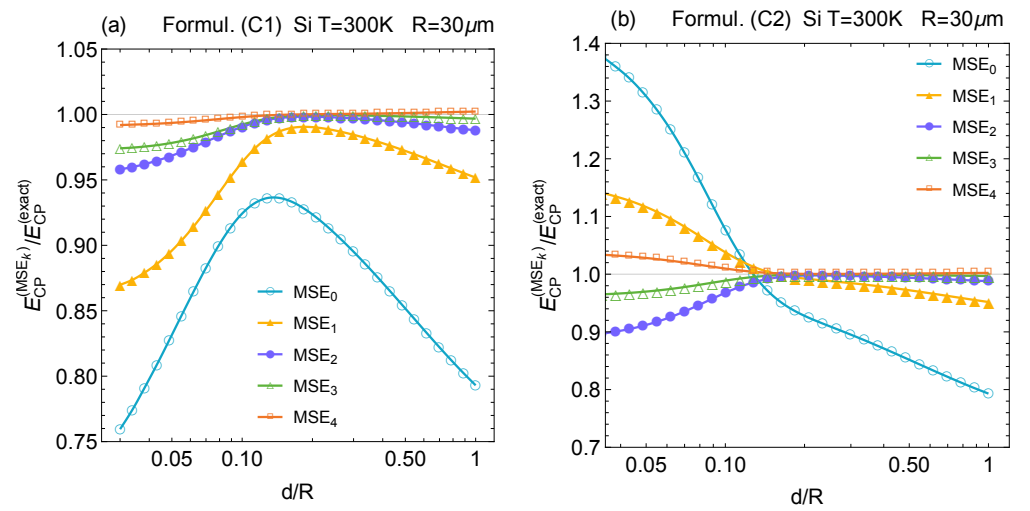 (a) Formul. (C1) Si T=300K R=30μm
1.05
1.00
0.95
0.90
0.85
0.80
0.75
E_CP^(MSE_k)/E_CP^(exact)
MSE₀
MSE₁
MSE₂
MSE₃
MSE₄
0.05 0.10 0.50 1
d/R
(b) Formul. (C2) Si T=300K R=30μm
1.4
1.3
1.2
1.1
1.0
0.9
0.8
0.7
E_CP^(MSE_k)/E_CP^(exact)
MSE₀
MSE₁
MSE₂
MSE₃
MSE₄
0.05 0.10 0.50 1
d/R